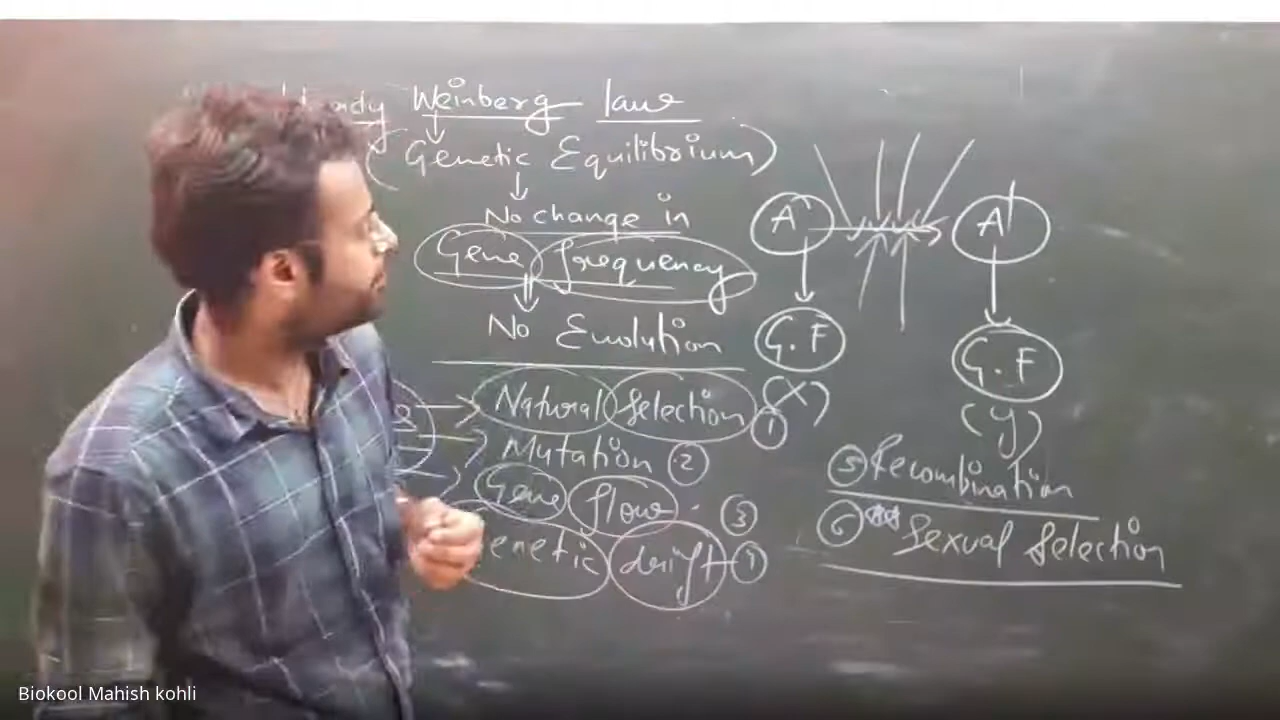 Weinberg law
(Genetic Equilibrium)
No change in
Gene frequency
No Evolution
Natural Selection 1
Mutation 2
Gene flow 3
enetic drift 4
A A'
G.F G.F
(x) (y)
5 Recombination
6 Sexual Selection
Biokool Mahish kohli